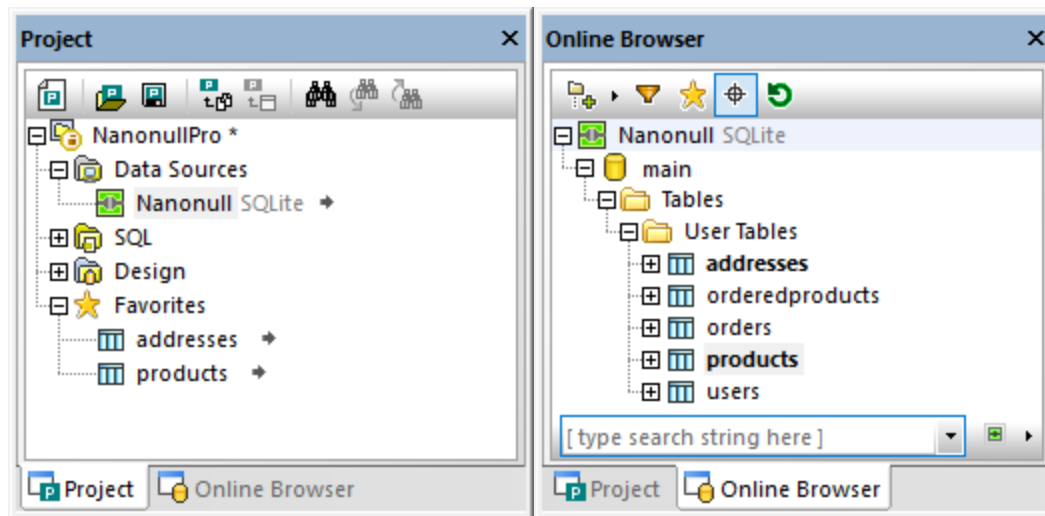 Project
NanonullPro *
Data Sources
Nanonull SQLite
SQL
Design
Favorites
addresses
products
Project
Online Browser
Online Browser
Nanonull SQLite
main
Tables
User Tables
addresses
orderedproducts
orders
products
users
[ type search string here ]
Project
Online Browser